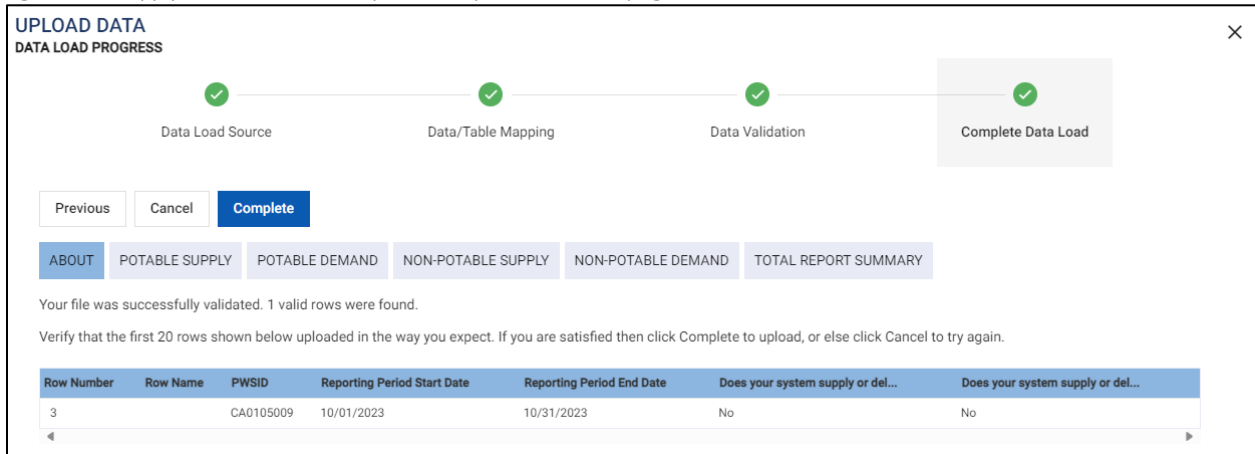 UPLOAD DATA
DATA LOAD PROGRESS
Data Load Source Data/Table Mapping Data Validation Complete Data Load
Previous Cancel Complete
ABOUT POTABLE SUPPLY POTABLE DEMAND NON-POTABLE SUPPLY NON-POTABLE DEMAND TOTAL REPORT SUMMARY
Your file was successfully validated. 1 valid rows were found.
Verify that the first 20 rows shown below uploaded in the way you expect. If you are satisfied then click Complete to upload, or else click Cancel to try again.
Row Number Row Name PWSID Reporting Period Start Date Reporting Period End Date Does your system supply or del... Does your system supply or del...
3 CA0105009 10/01/2023 10/31/2023 No No